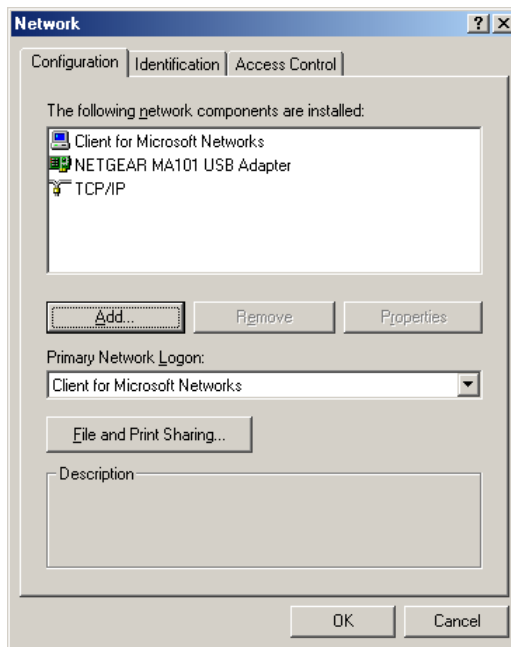 Network
Configuration Identification Access Control
The following network components are installed:
Client for Microsoft Networks
NETGEAR MA101 USB Adapter
TCP/IP
Add... Remove Properties
Primary Network Logon:
Client for Microsoft Networks
File and Print Sharing...
Description
OK Cancel